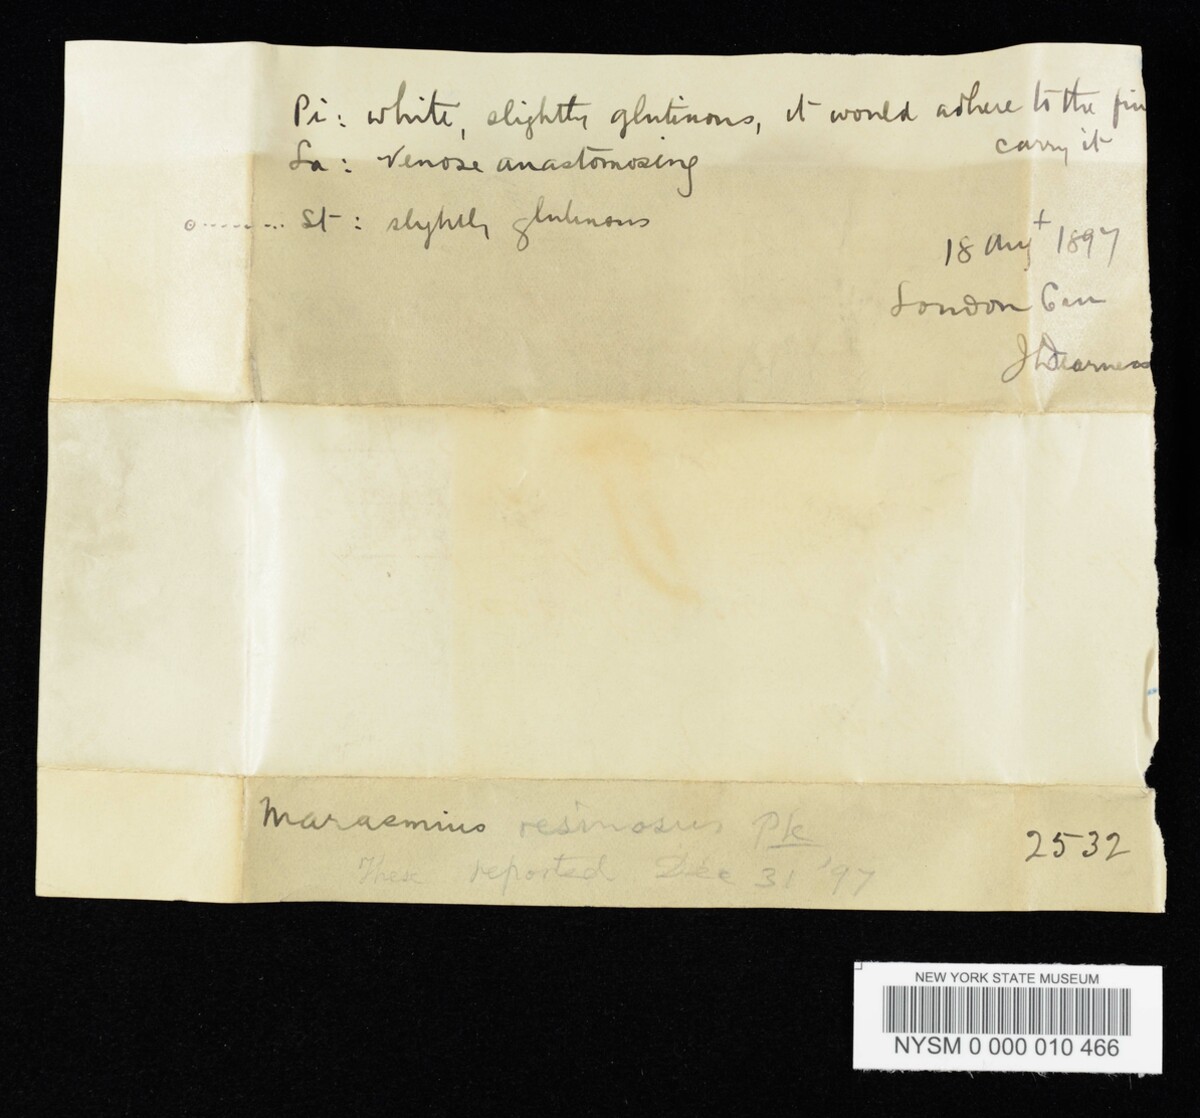 Pi: white, slightly glutinous, it would adhere to the fin
carry it
La: venose anastomosing
St: slightly glutinous
18 Augt 1897
London Can
J Dearness
Marasmius resinosus Pk
2532
These reported Dec 31 '97
NEW YORK STATE MUSEUM
NYSM 0 000 010 466